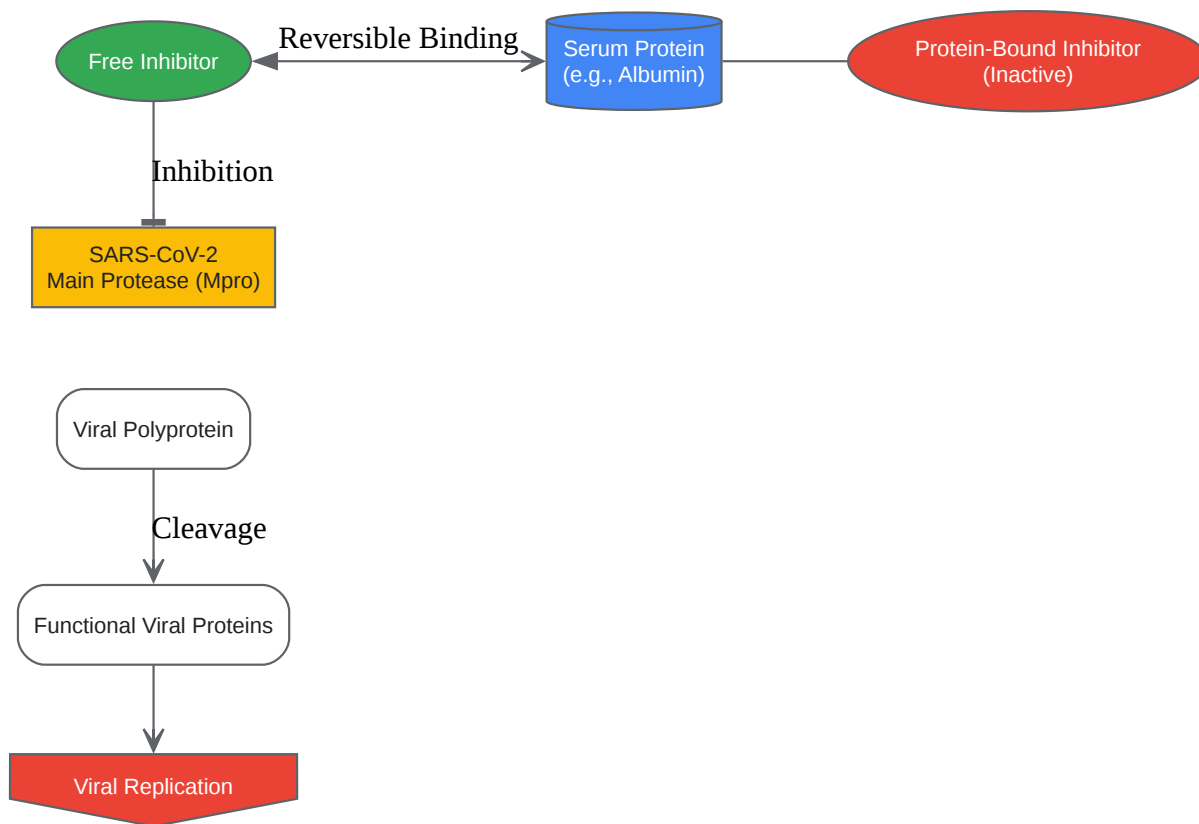 Free Inhibitor
Reversible Binding
Serum Protein
(e.g., Albumin)
Protein-Bound Inhibitor
(Inactive)
Inhibition
SARS-CoV-2
Main Protease (Mpro)
Viral Polyprotein
Cleavage
Functional Viral Proteins
Viral Replication